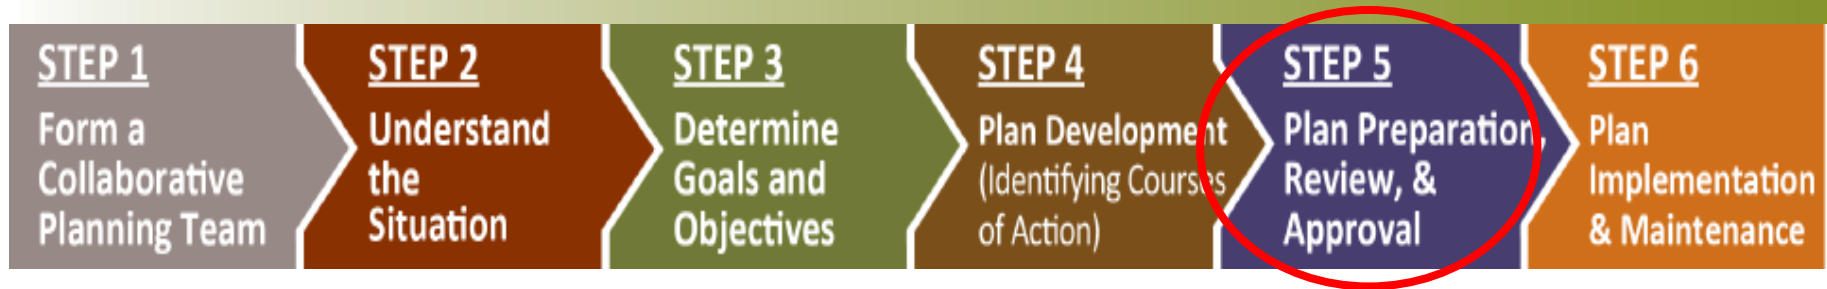 STEP 1
Form a
Collaborative
Planning Team
STEP 2
Understand
the
Situation
STEP 3
Determine
Goals and
Objectives
STEP 4
Plan Development
(Identifying Courses
of Action)
STEP 5
Plan Preparation,
Review, &
Approval
STEP 6
Plan
Implementation
& Maintenance